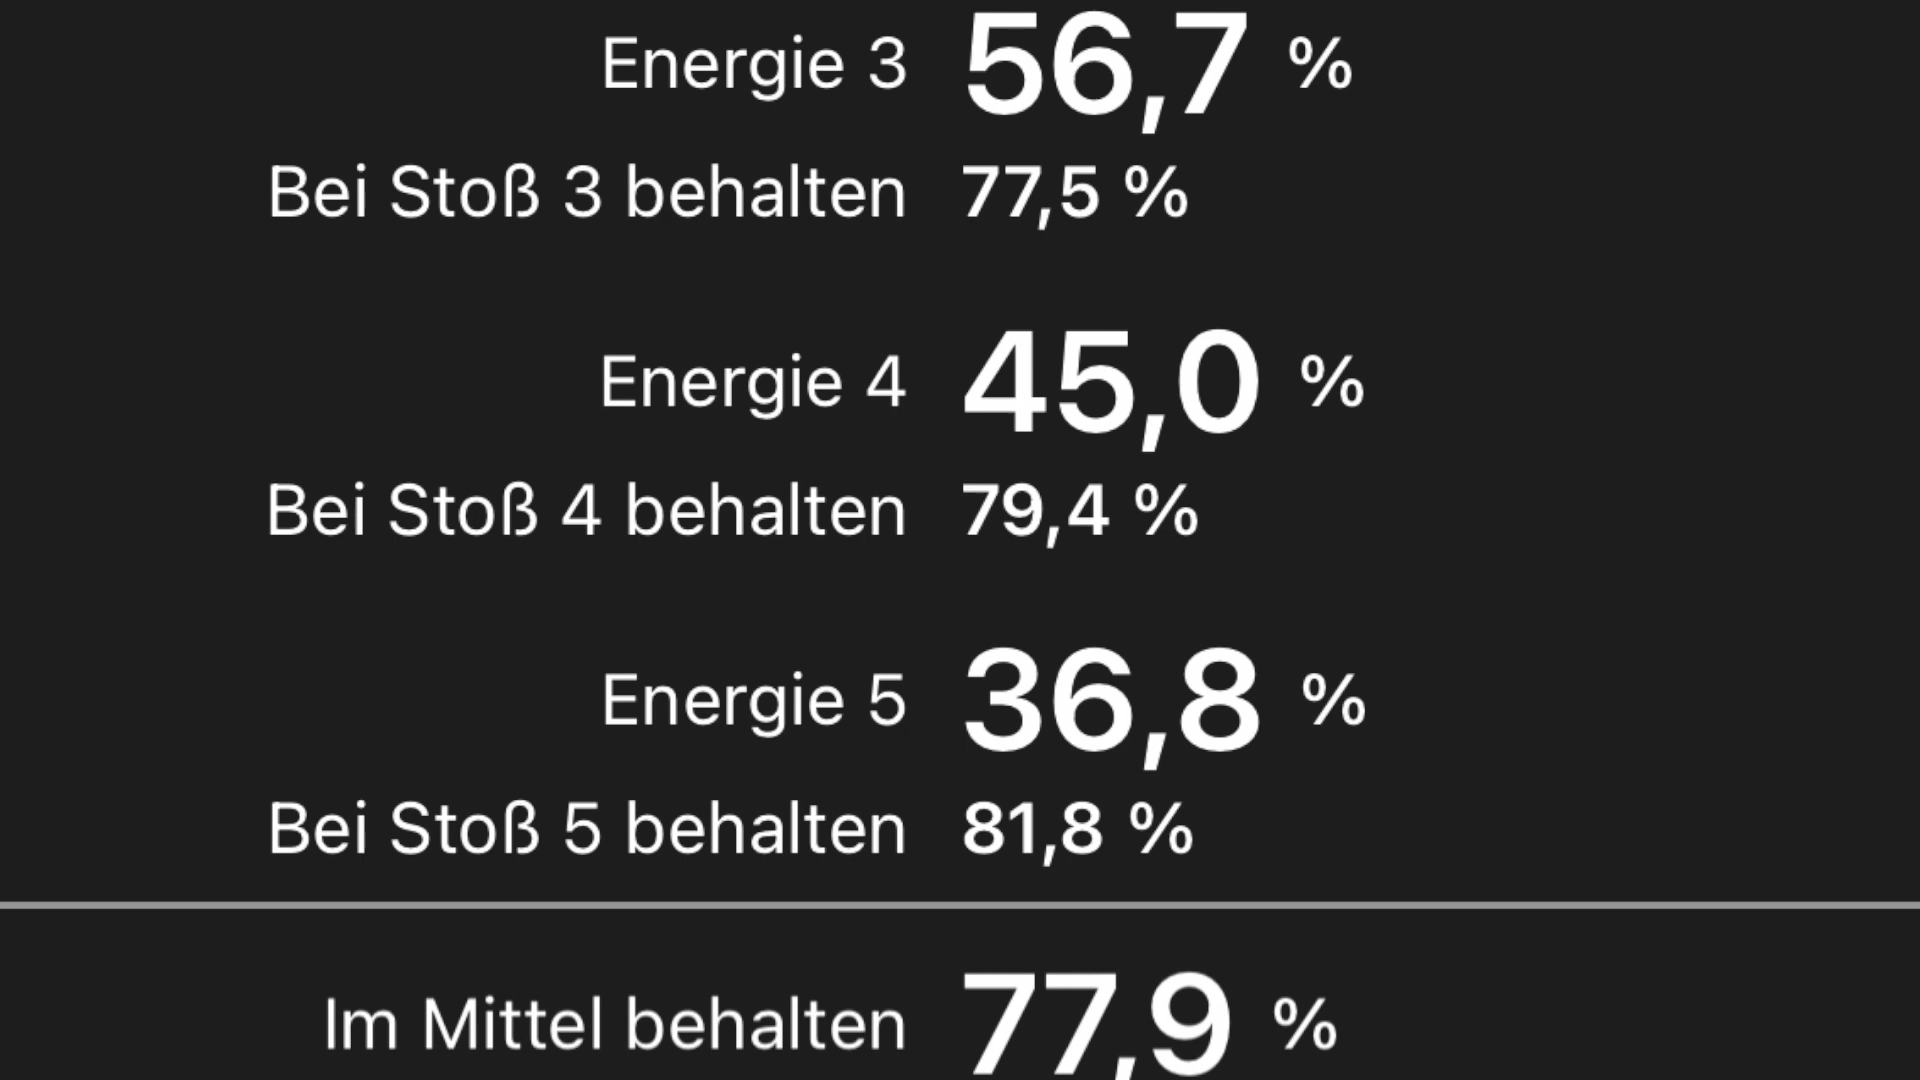 Energie 3 56,7 %
Bei Stoß 3 behalten 77,5 %
Energie 4 45,0 %
Bei Stoß 4 behalten 79,4 %
Energie 5 36,8 %
Bei Stoß 5 behalten 81,8 %
Im Mittel behalten 77,9 %